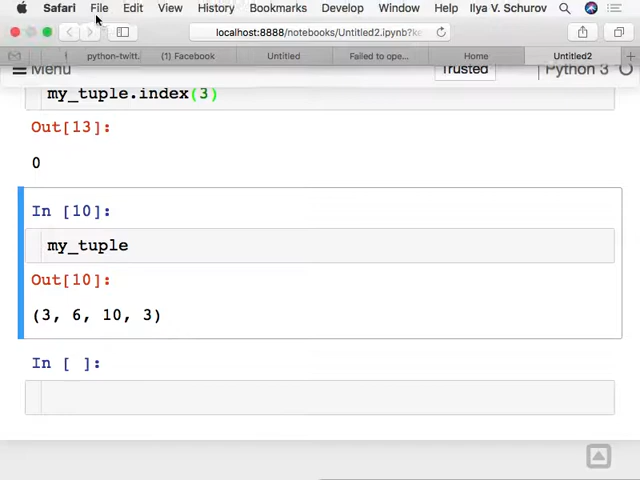 Safari File Edit View History Bookmarks Develop Window Help Ilya V. Schurov
localhost:8888/notebooks/Untitled2.ipynb?ke
python-twitt. (1) Facebook Untitled Failed to ope... Home Untitled2
Menu Trusted Python 3
my_tuple.index(3)
Out[13]:
0
In [10]:
my_tuple
Out[10]:
(3, 6, 10, 3)
In [ ]: